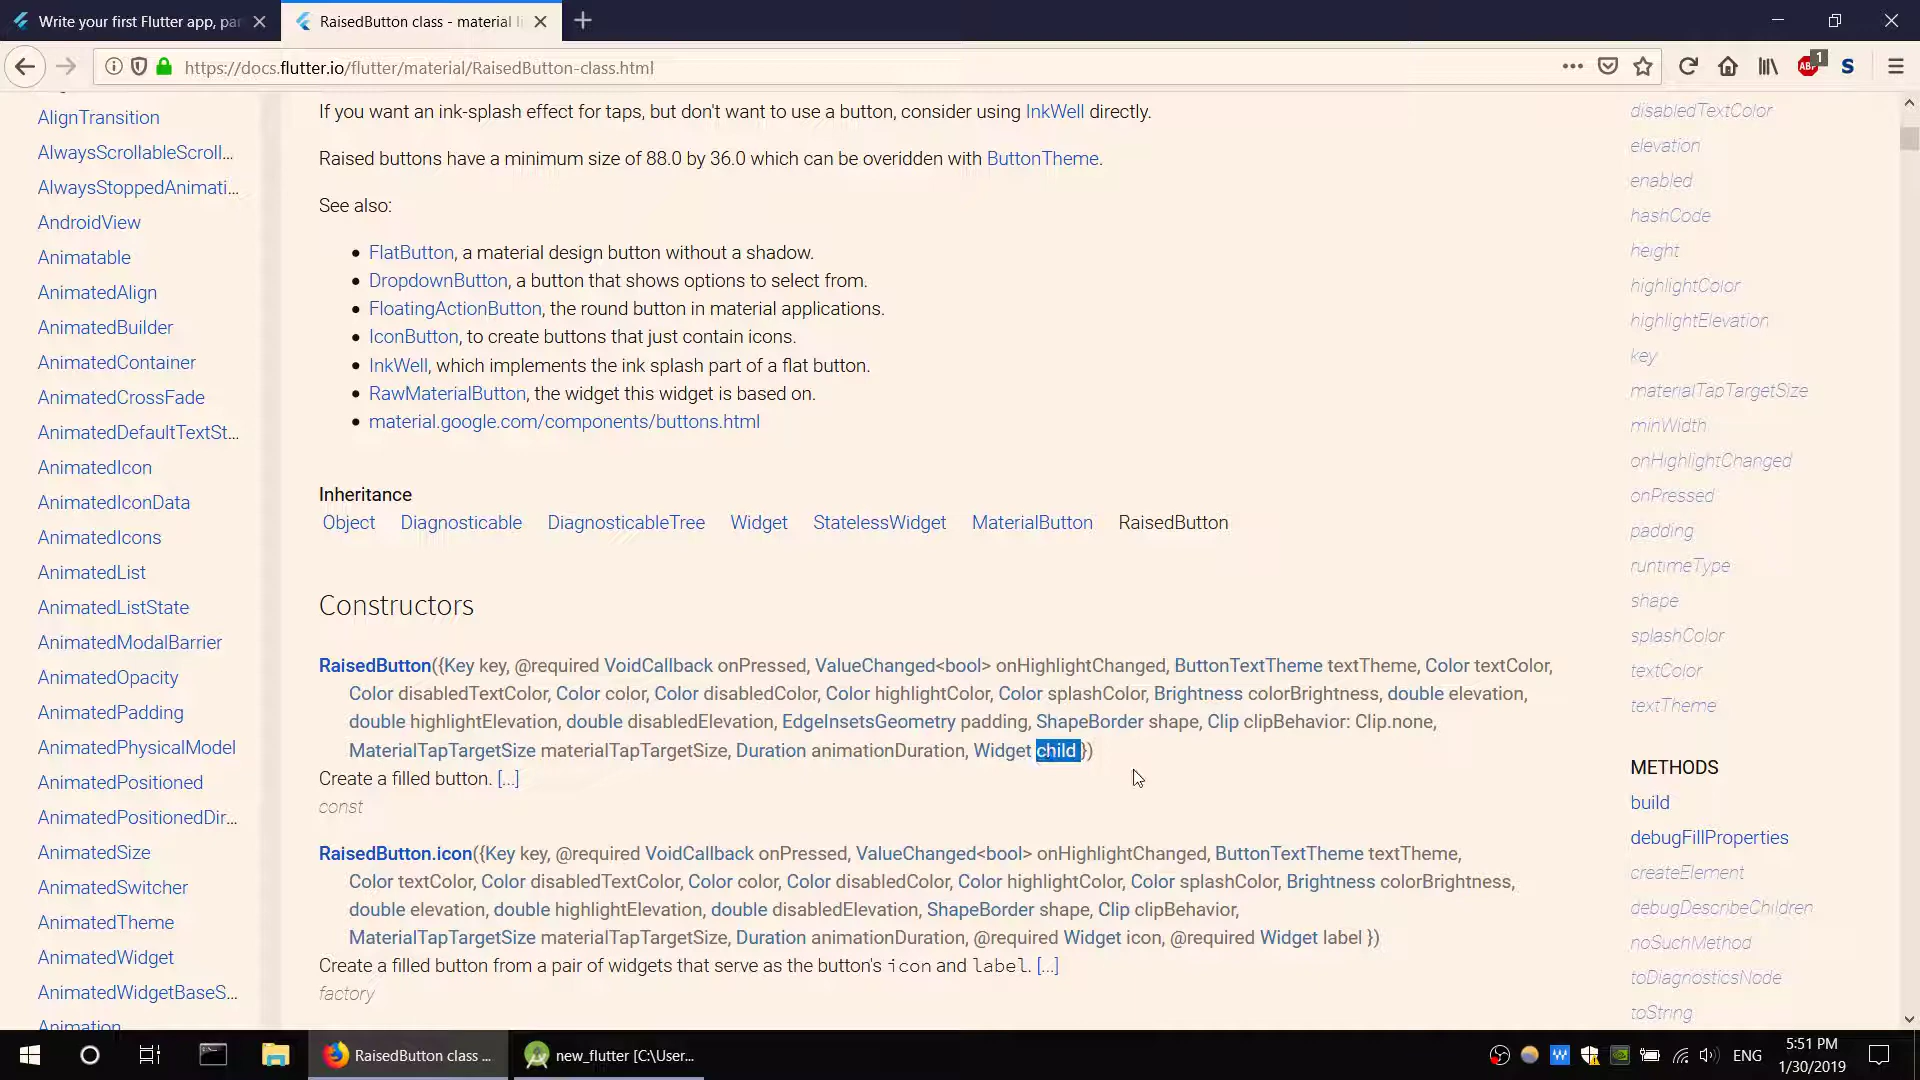 Write your first Flutter app, pa
RaisedButton class - material li
https://docs.flutter.io/flutter/material/RaisedButton-class.html
ABP
1
S
AlignTransition
AlwaysScrollableScroll...
AlwaysStoppedAnimati...
AndroidView
Animatable
AnimatedAlign
AnimatedBuilder
AnimatedContainer
AnimatedCrossFade
AnimatedDefaultTextSt...
AnimatedIcon
AnimatedIconData
AnimatedIcons
AnimatedList
AnimatedListState
AnimatedModalBarrier
AnimatedOpacity
AnimatedPadding
AnimatedPhysicalModel
AnimatedPositioned
AnimatedPositionedDir...
AnimatedSize
AnimatedSwitcher
AnimatedTheme
AnimatedWidget
AnimatedWidgetBaseS...
Animation
If you want an ink-splash effect for taps, but don't want to use a button, consider using InkWell directly.
Raised buttons have a minimum size of 88.0 by 36.0 which can be overidden with ButtonTheme.
See also:
• FlatButton, a material design button without a shadow.
• DropdownButton, a button that shows options to select from.
• FloatingActionButton, the round button in material applications.
• IconButton, to create buttons that just contain icons.
• InkWell, which implements the ink splash part of a flat button.
• RawMaterialButton, the widget this widget is based on.
• material.google.com/components/buttons.html
Inheritance
Object Diagnosticable DiagnosticableTree Widget StatelessWidget MaterialButton RaisedButton
Constructors
RaisedButton({Key key, @required VoidCallback onPressed, ValueChanged<bool> onHighlightChanged, ButtonTextTheme textTheme, Color textColor,
Color disabledTextColor, Color color, Color disabledColor, Color highlightColor, Color splashColor, Brightness colorBrightness, double elevation,
double highlightElevation, double disabledElevation, EdgeInsetsGeometry padding, ShapeBorder shape, Clip clipBehavior: Clip.none,
MaterialTapTargetSize materialTapTargetSize, Duration animationDuration, Widget child })
Create a filled button. [...]
const
RaisedButton.icon({Key key, @required VoidCallback onPressed, ValueChanged<bool> onHighlightChanged, ButtonTextTheme textTheme,
Color textColor, Color disabledTextColor, Color color, Color disabledColor, Color highlightColor, Color splashColor, Brightness colorBrightness,
double elevation, double highlightElevation, double disabledElevation, ShapeBorder shape, Clip clipBehavior,
MaterialTapTargetSize materialTapTargetSize, Duration animationDuration, @required Widget icon, @required Widget label })
Create a filled button from a pair of widgets that serve as the button's icon and label. [...]
factory
disabledTextColor
elevation
enabled
hashCode
height
highlightColor
highlightElevation
key
materialTapTargetSize
minWidth
onHighlightChanged
onPressed
padding
runtimeType
shape
splashColor
textColor
textTheme
METHODS
build
debugFillProperties
createElement
debugDescribeChildren
noSuchMethod
toDiagnosticsNode
toString
RaisedButton class ...
new_flutter [C:\User...
W
ENG
5:51 PM
1/30/2019